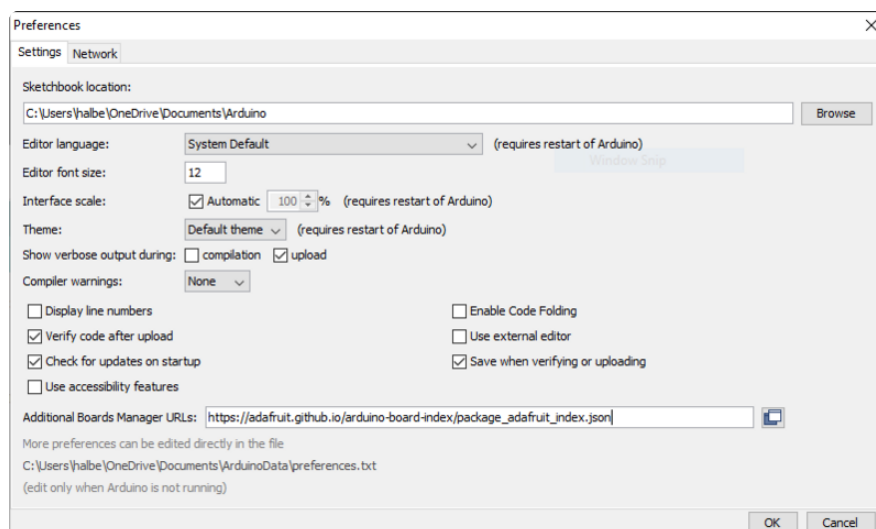 Preferences
Settings Network
Sketchbook location:
C:\Users\halbe\OneDrive\Documents\Arduino Browse
Editor language: System Default (requires restart of Arduino)
Window Snip
Editor font size: 12
Interface scale: Automatic 100 % (requires restart of Arduino)
Theme: Default theme (requires restart of Arduino)
Show verbose output during: compilation upload
Compiler warnings: None
Display line numbers Enable Code Folding
Verify code after upload Use external editor
Check for updates on startup Save when verifying or uploading
Use accessibility features
Additional Boards Manager URLs: https://adafruit.github.io/arduino-board-index/package_adafruit_index.json
More preferences can be edited directly in the file
C:\Users\halbe\OneDrive\Documents\ArduinoData\preferences.txt
(edit only when Arduino is not running)
OK Cancel